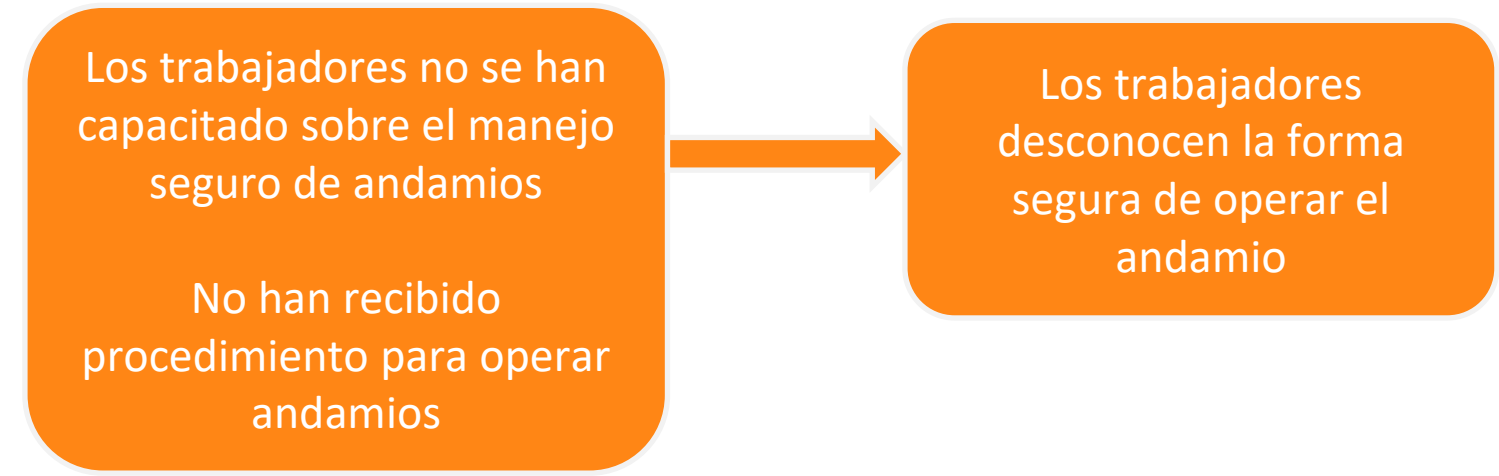 Los trabajadores no se han
capacitado sobre el manejo
seguro de andamios
No han recibido
procedimiento para operar
andamios
Los trabajadores
desconocen la forma
segura de operar el
andamio